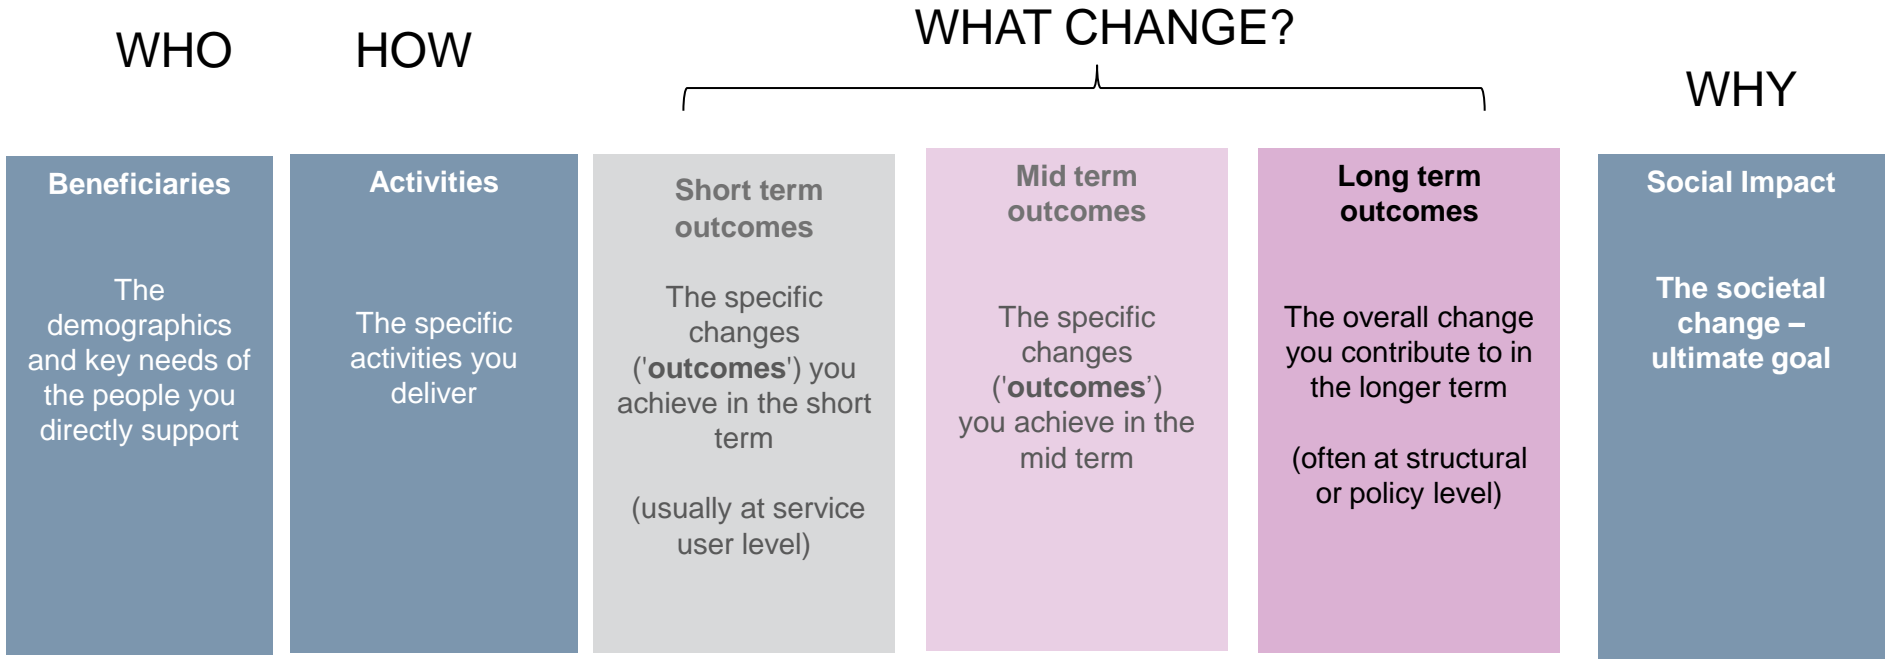 WHO
HOW
WHAT CHANGE?
WHY
Beneficiaries
The
demographics
and key needs of
the people you
directly support
Activities
The specific
activities you
deliver
Short term
outcomes
The specific
changes
('outcomes') you
achieve in the short
term
(usually at service
user level)
Mid term
outcomes
The specific
changes
('outcomes’)
you achieve in the
mid term
Long term
outcomes
The overall change
you contribute to in
the longer term
(often at structural
or policy level)
Social Impact
The societal
change –
ultimate goal